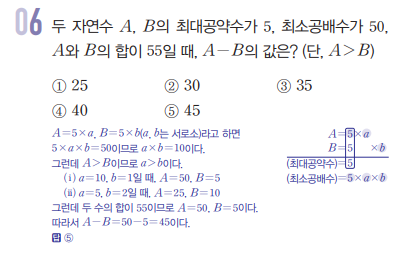 06 두 자연수 A, B의 최대공약수가 5, 최소공배수가 50,
A와 B의 합이 55일 때, A-B의 값은? (단, A>B)
① 25 ② 30 ③ 35
④ 40 ⑤ 45
A=5×a, B=5×b(a, b는 서로소)라고 하면
5×a×b=50이므로 a×b=10이다.
그런데 A>B이므로 a>b이다.
(ⅰ) a=10, b=1일 때, A=50, B=5
(ⅱ) a=5, b=2일 때, A=25, B=10
그런데 두 수의 합이 55이므로 A=50, B=5이다.
따라서 A-B=50-5=45이다.
답 ⑤
A=5×a
B=5 ×b
(최대공약수)=5
(최소공배수)=5×a×b